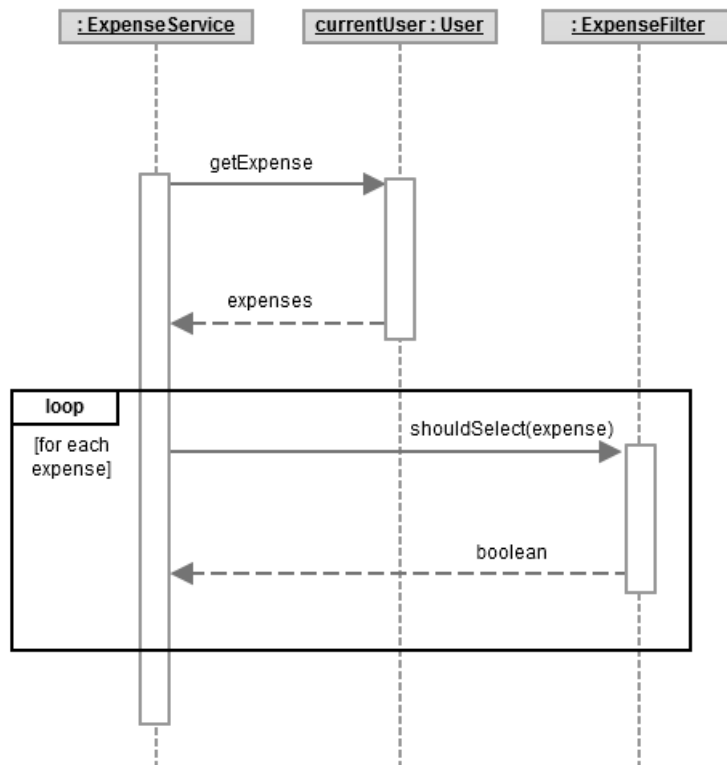 : ExpenseService
currentUser : User
: ExpenseFilter
getExpense
expenses
loop
[for each
expense]
shouldSelect(expense)
boolean